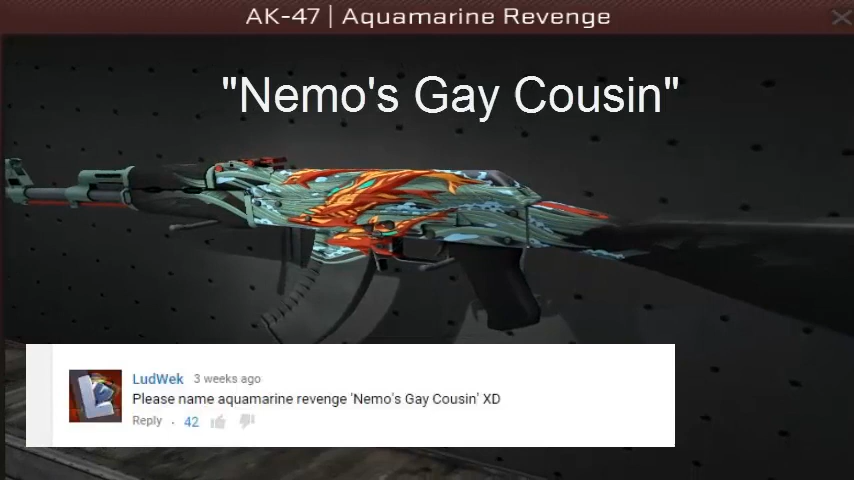 AK-47 | Aquamarine Revenge
"Nemo's Gay Cousin"
LudWek 3 weeks ago
Please name aquamarine revenge 'Nemo's Gay Cousin' XD
Reply · 42